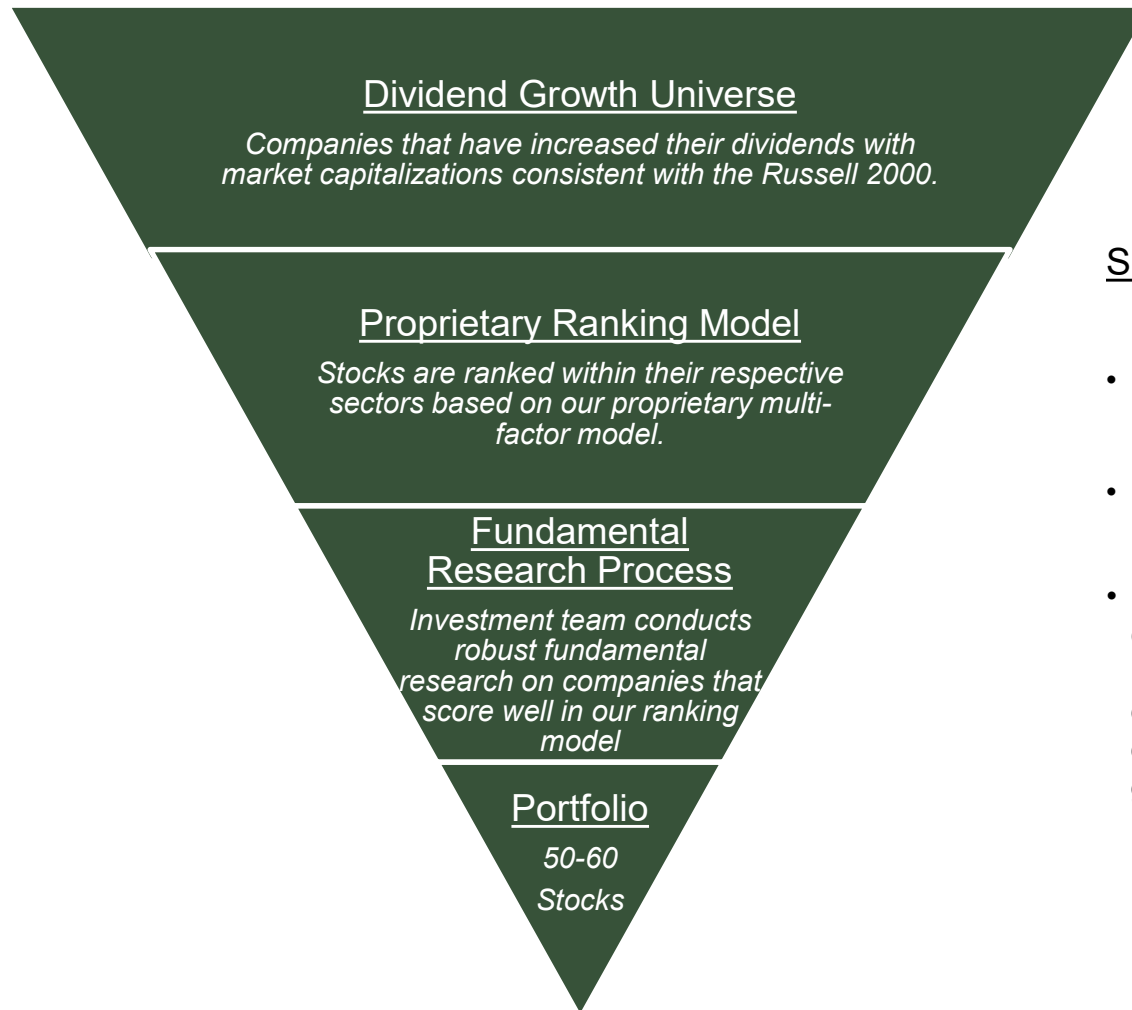 Dividend Growth Universe
Companies that have increased their dividends with
market capitalizations consistent with the Russell 2000.
S
Proprietary Ranking Model
Stocks are ranked within their respective
sectors based on our proprietary multi-
factor model.
•
•
Fundamental
Research Process
•
Investment team conducts
robust fundamental
research on companies that
score well in our ranking
model
Portfolio
50-60
Stocks